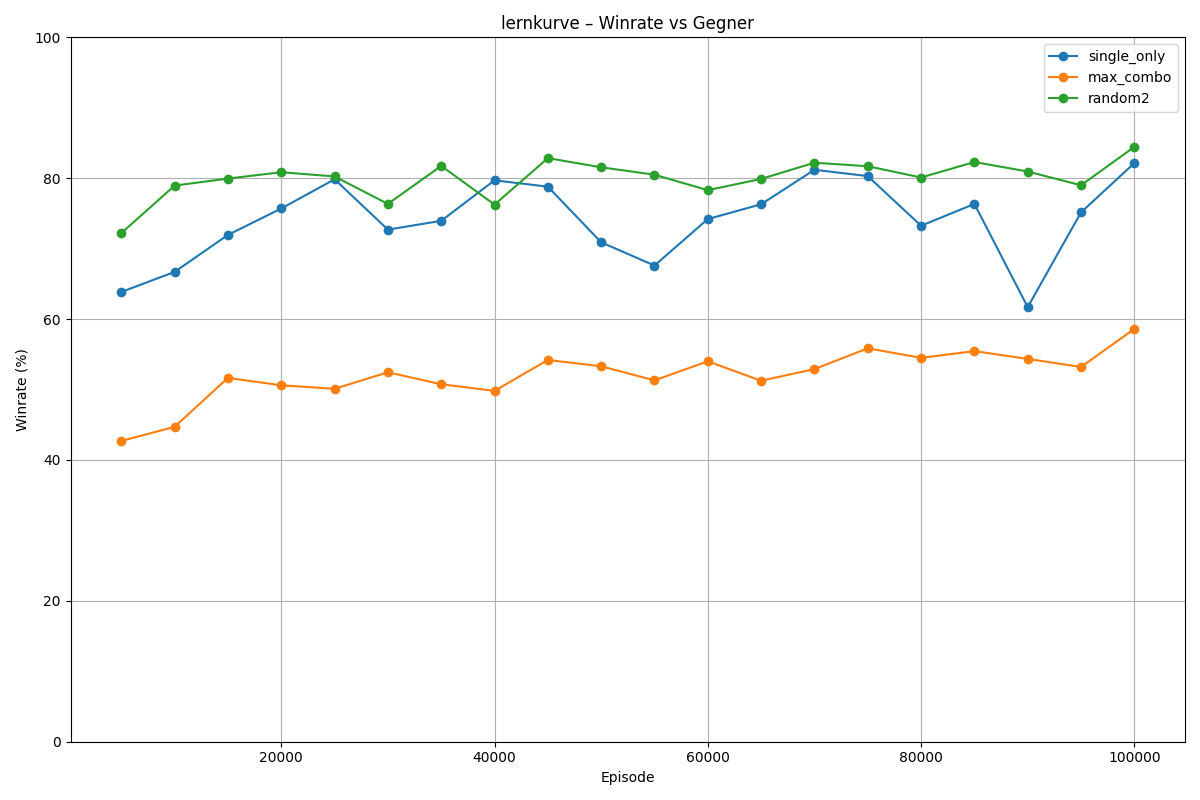 lernkurve – Winrate vs Gegner
100
80
60
40
20
0
Winrate (%)
single_only
max_combo
random2
20000
40000
60000
80000
100000
Episode